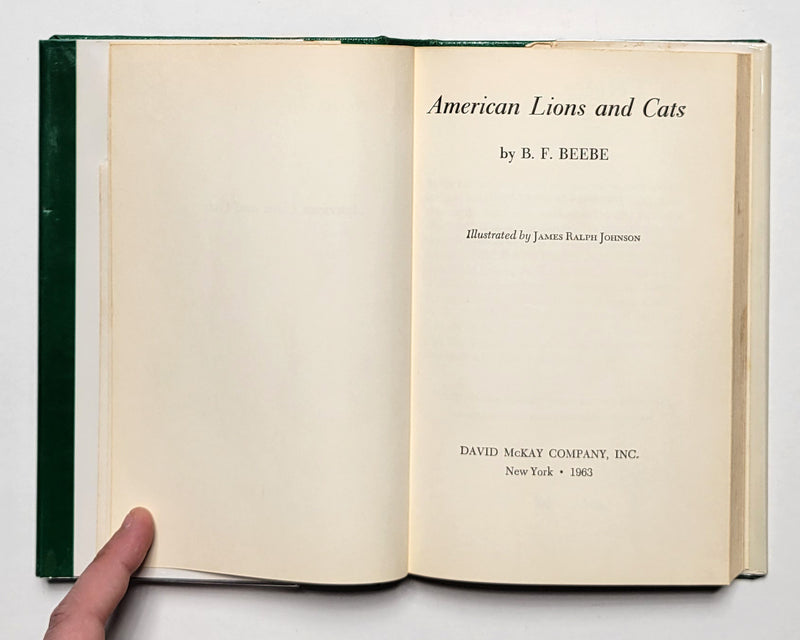 American Lions and Cats
by B. F. BEEBE
Illustrated by JAMES RALPH JOHNSON
DAVID McKAY COMPANY, INC.
New York • 1963